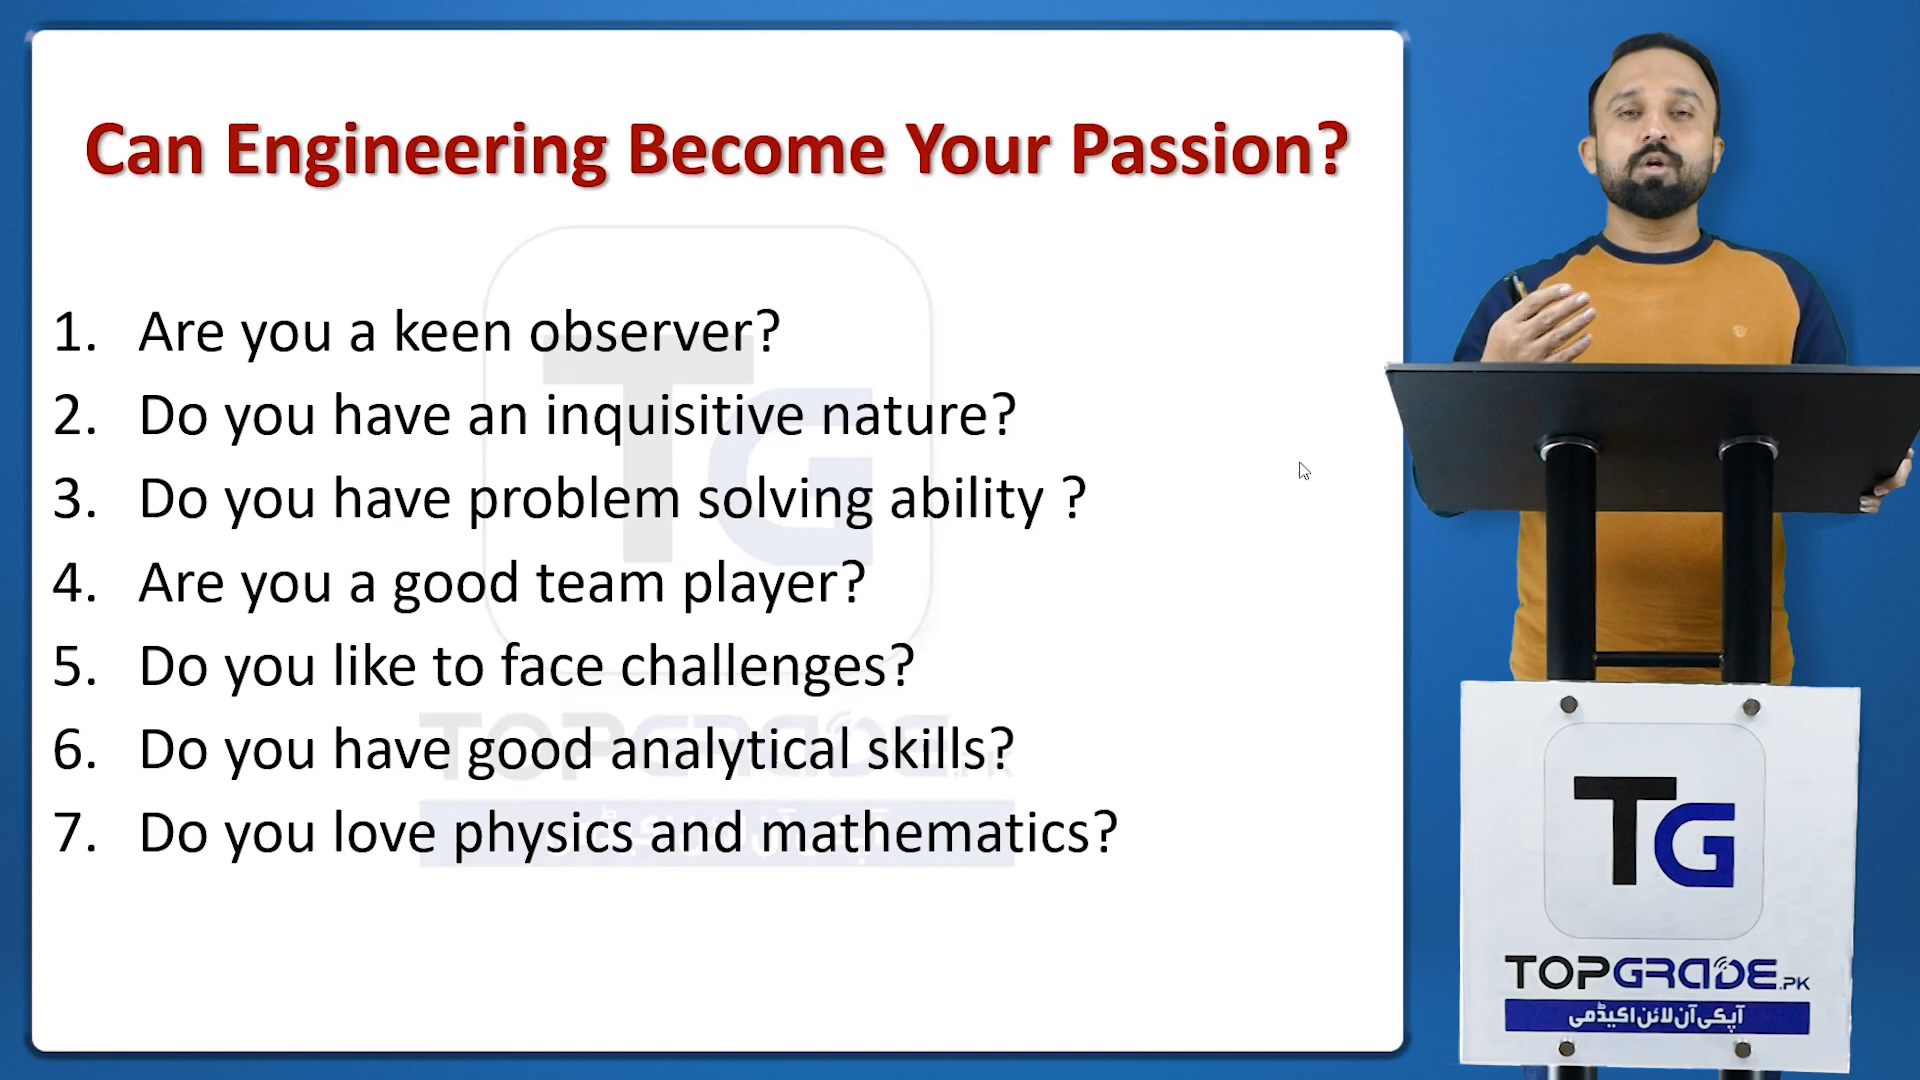 Can Engineering Become Your Passion?
1. Are you a keen observer?
2. Do you have an inquisitive nature?
3. Do you have problem solving ability ?
4. Are you a good team player?
5. Do you like to face challenges?
6. Do you have good analytical skills?
7. Do you love physics and mathematics?
TG
TOPGRADE.PK
TG
TOPGRADE.PK
آپکی آن لائن اکیڈمی